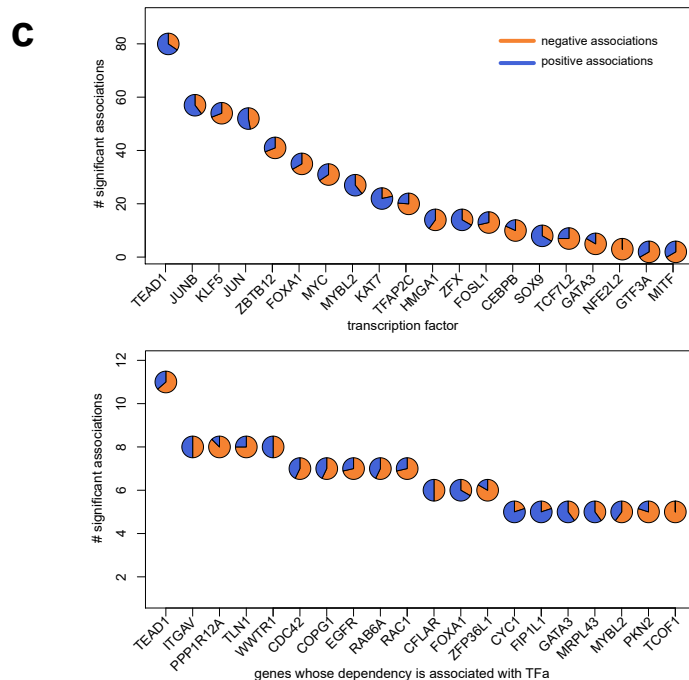 C
# significant associations
80
60
40
20
0
negative associations
positive associations
TEAD1
JUNB
KLF5
JUN
ZBTB12
FOXA1
MYC
MYBL2
KAT7
TFAP2C
HMGA1
ZFX
FOSL1
CEBPB
SOX9
TCF7L2
GATA3
NFE2L2
GTF3A
MITF
transcription factor
# significant associations
12
10
8
6
4
2
TEAD1
ITGAV
PPP1R12A
TLN1
WWTR1
CDC42
COPG1
EGFR
RAB6A
RAC1
CFLAR
FOXA1
ZFP36L1
CYC1
FIP1L1
GATA3
MRPL43
MYBL2
PKN2
TCOF1
genes whose dependency is associated with TFa